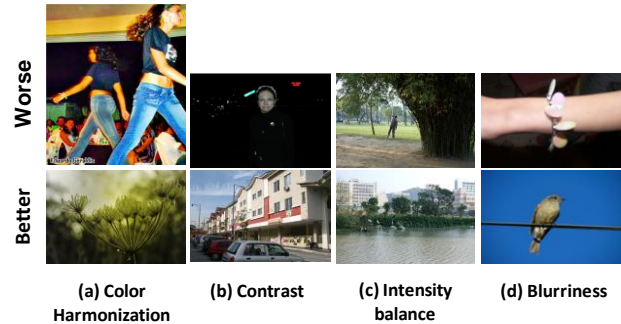 Worse
Better
(a) Color
Harmonization
(b) Contrast
(c) Intensity
balance
(d) Blurriness